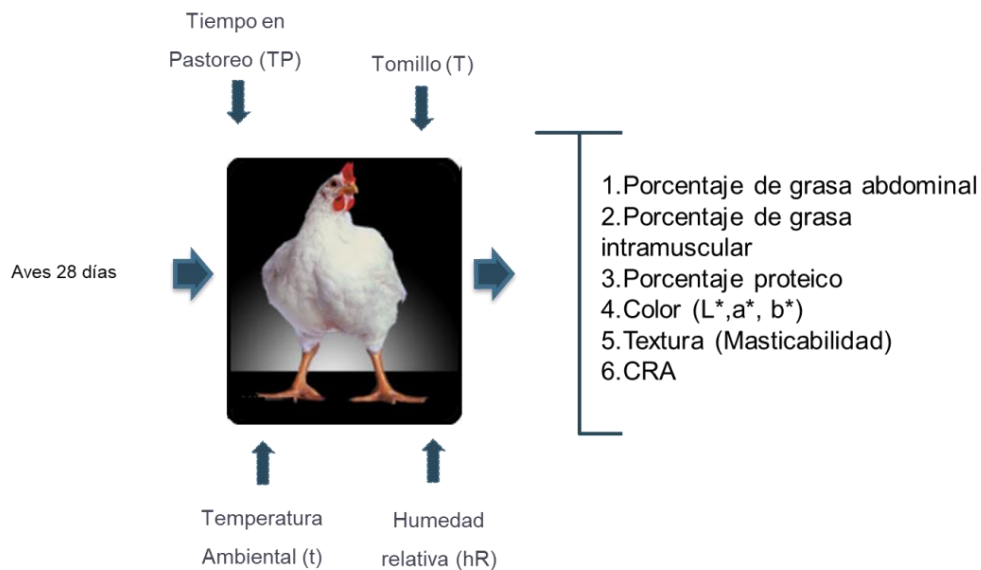 Tiempo en
Pastoreo (TP)
Tomillo (T)
Aves 28 días
1.Porcentaje de grasa abdominal
2.Porcentaje de grasa
intramuscular
3.Porcentaje proteico
4.Color (L*,a*, b*)
5.Textura (Masticabilidad)
6.CRA
Temperatura
Ambiental (t)
Humedad
relativa (hR)